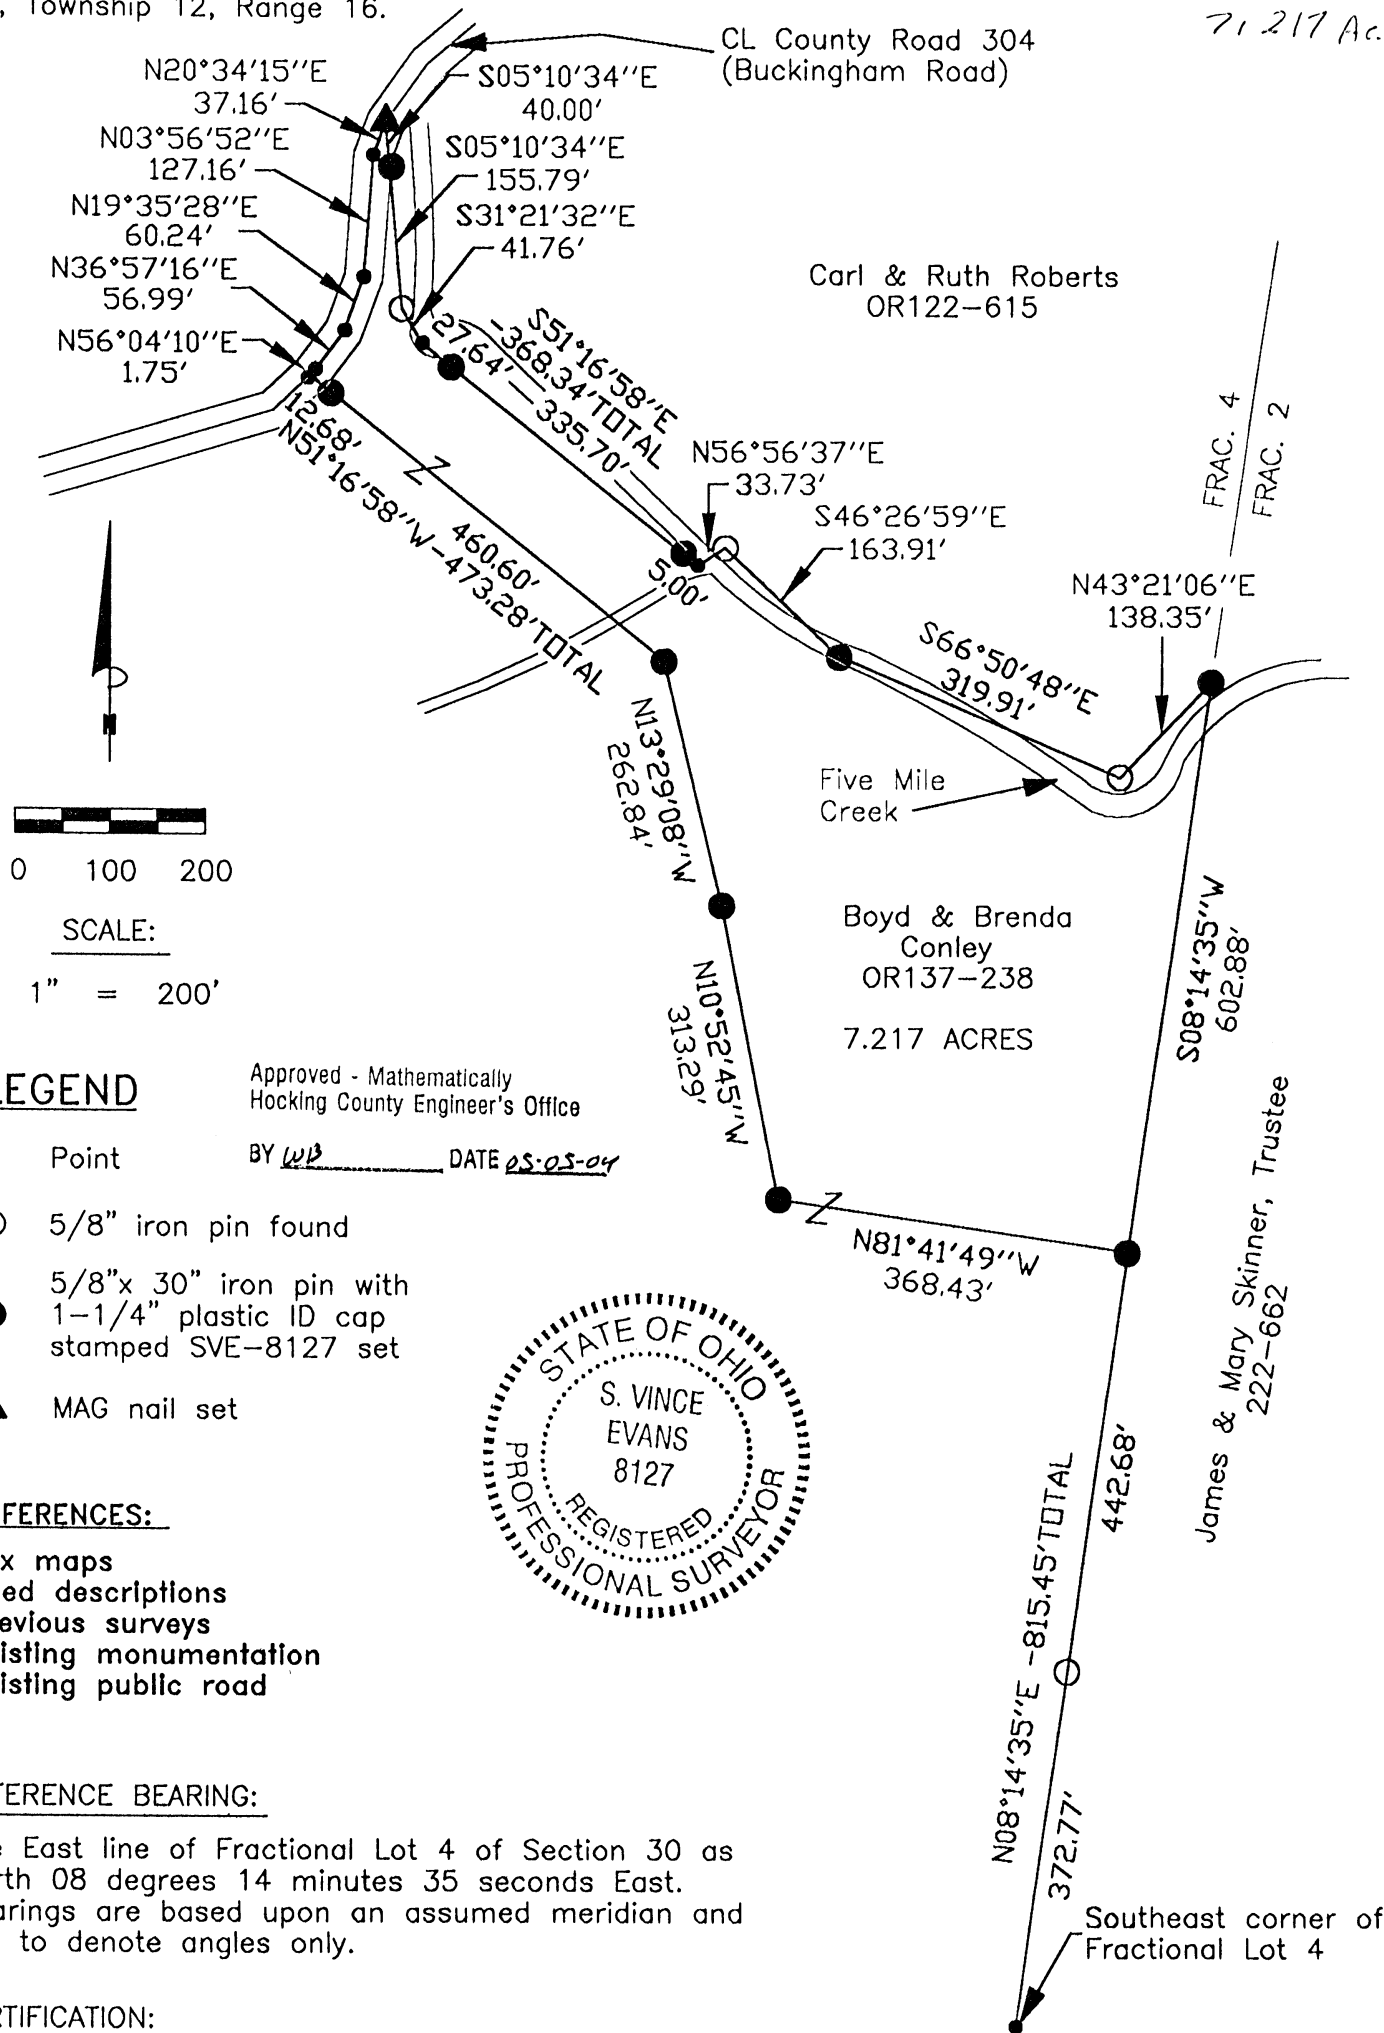 , Township 12, Range 16.
7.217 Ac.
CL County Road 304
(Buckingham Road)
N20°34'15''E
37.16'
S05°10'34''E
40.00'
N03°56'52''E
127.16'
S05°10'34''E
155.79'
N19°35'28''E
60.24'
S31°21'32''E
41.76'
N36°57'16''E
56.99'
N56°04'10''E
1.75'
Carl & Ruth Roberts
OR122-615
S51°16'58''E
-368.34'TOTAL
27.64'
335.70'
12.68'
N51°16'58''W-473.28'TOTAL
460.60'
5.00'
N56°56'37''E
33.73'
S46°26'59''E
163.91'
FRAC. 4
FRAC. 2
N43°21'06''E
138.35'
S66°50'48''E
319.91'
N
N13°29'08''W
262.84'
Five Mile
Creek
0 100 200
SCALE:
1" = 200'
Boyd & Brenda
Conley
OR137-238
7.217 ACRES
S08°14'35''W
602.88'
N10°52'45''W
313.29'
LEGEND
Approved - Mathematically
Hocking County Engineer's Office
BY WB DATE 05-05-04
Point
5/8" iron pin found
5/8"x 30" iron pin with
1-1/4" plastic ID cap
stamped SVE-8127 set
MAG nail set
N81°41'49''W
368.43'
James & Mary Skinner, Trustee
222-662
STATE OF OHIO
S. VINCE
EVANS
8127
REGISTERED
PROFESSIONAL SURVEYOR
442.68'
N08°14'35''E -815.45'TOTAL
372.77'
FERENCES:
x maps
ed descriptions
evious surveys
isting monumentation
isting public road
FERENCE BEARING:
e East line of Fractional Lot 4 of Section 30 as
rth 08 degrees 14 minutes 35 seconds East.
arings are based upon an assumed meridian and
to denote angles only.
Southeast corner of
Fractional Lot 4
RTIFICATION: